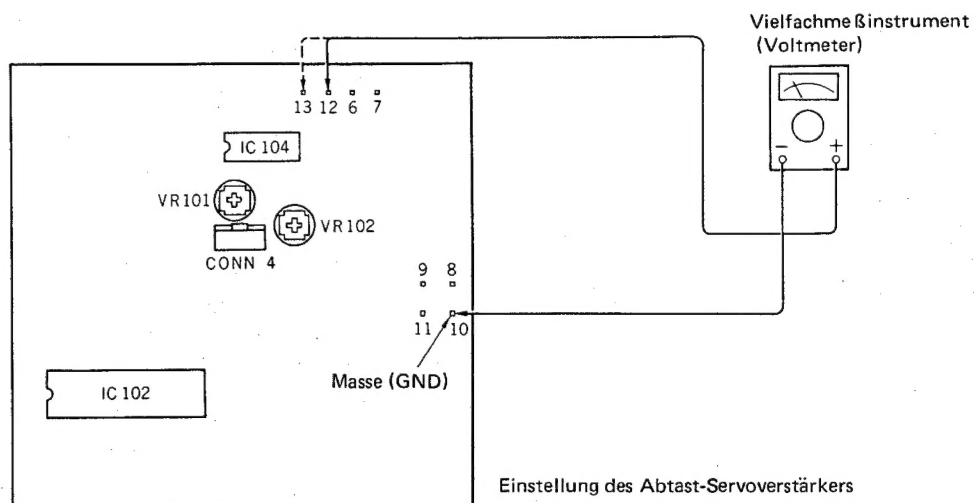 Vielfachmeßinstrument
(Voltmeter)
13 12 6 7
IC 104
VR101
VR102
CONN 4
9 8
11 10
Masse (GND)
IC 102
- +
Einstellung des Abtast-Servoverstärkers